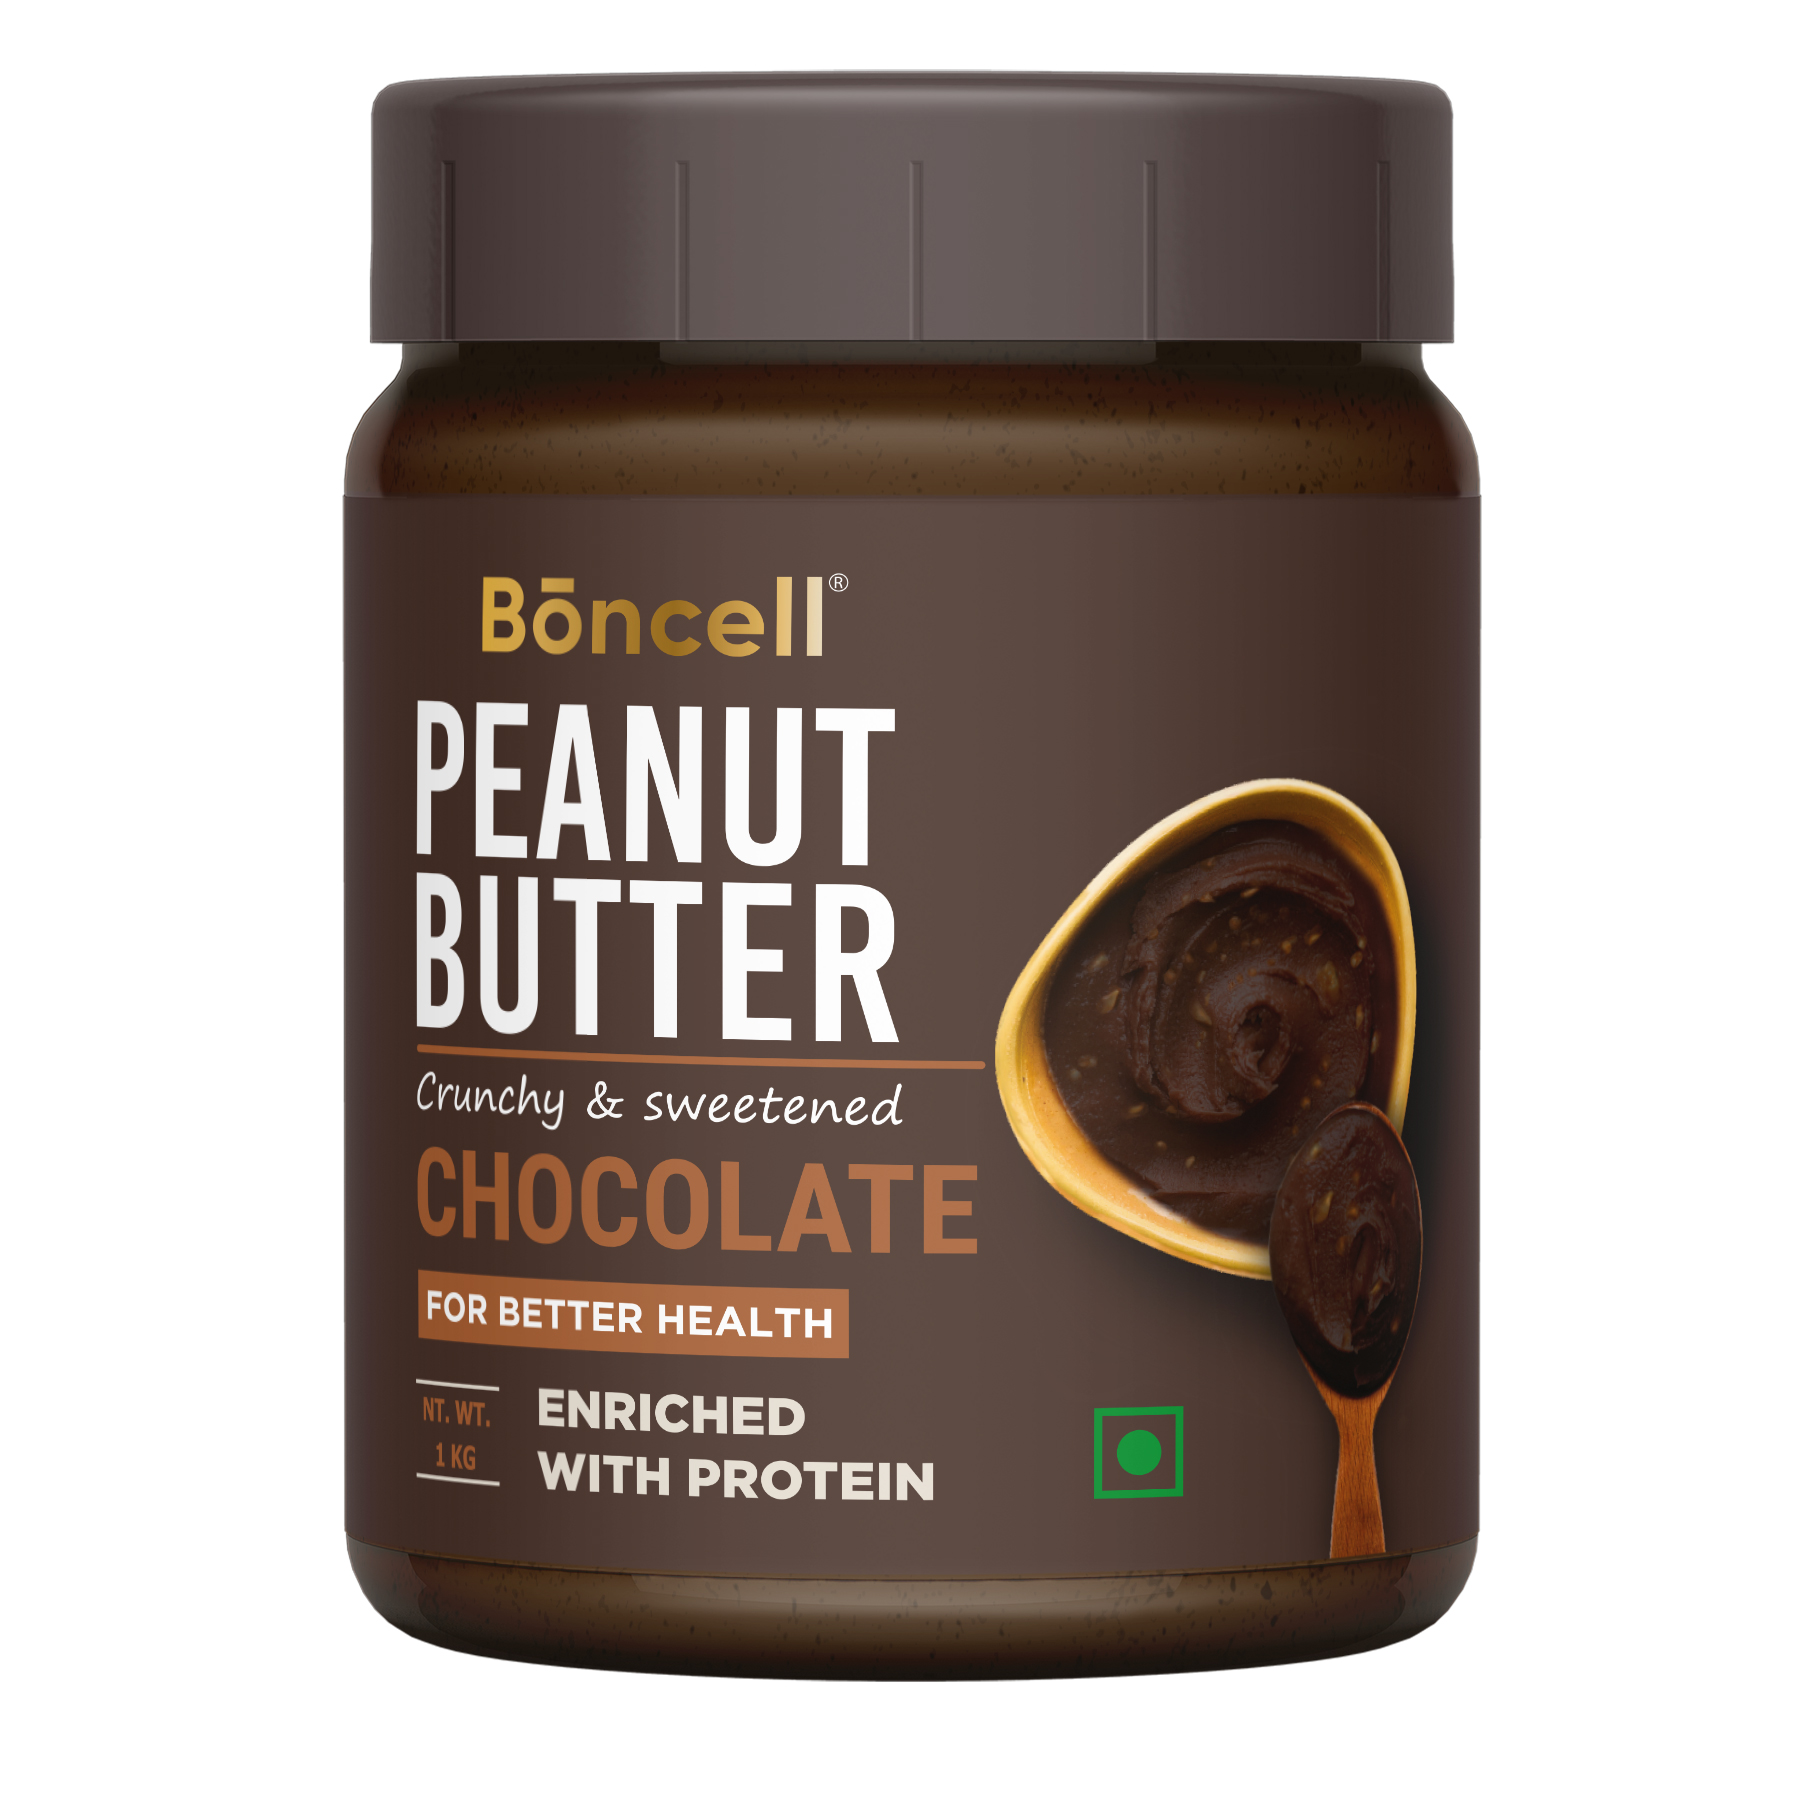 Bōncell®
PEANUT
BUTTER
Crunchy & sweetened
CHOCOLATE
FOR BETTER HEALTH
NT. WT.
1 KG
ENRICHED
WITH PROTEIN